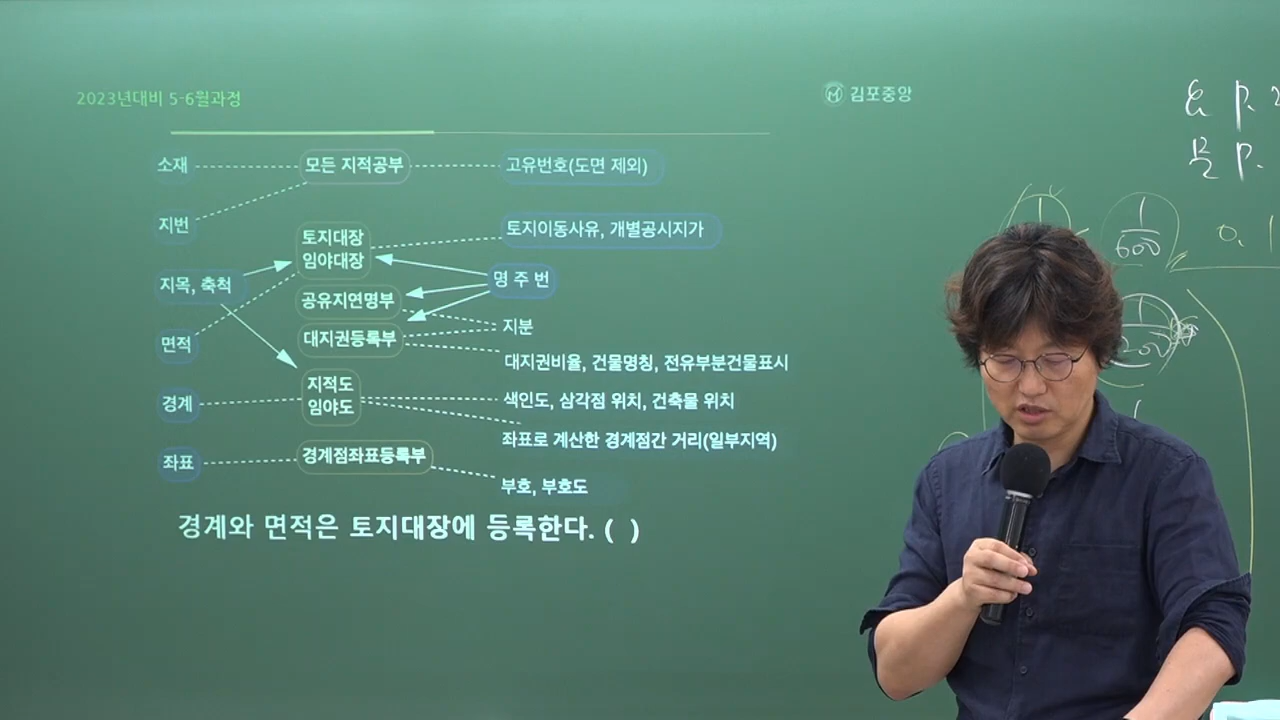 2023년대비 5-6월과정
김포중앙
소재
모든 지적공부
고유번호(도면 제외)
지번
토지대장
임야대장
토지이동사유, 개별공시지가
지목, 축척
명 주 번
공유지연명부
지분
면적
대지권등록부
대지권비율, 건물명칭, 전유부분건물표시
지적도
임야도
색인도, 삼각점 위치, 건축물 위치
경계
좌표로 계산한 경계점간 거리(일부지역)
좌표
경계점좌표등록부
부호, 부호도
경계와 면적은 토지대장에 등록한다. ( )
P.
문 P.
1
600
0. 1